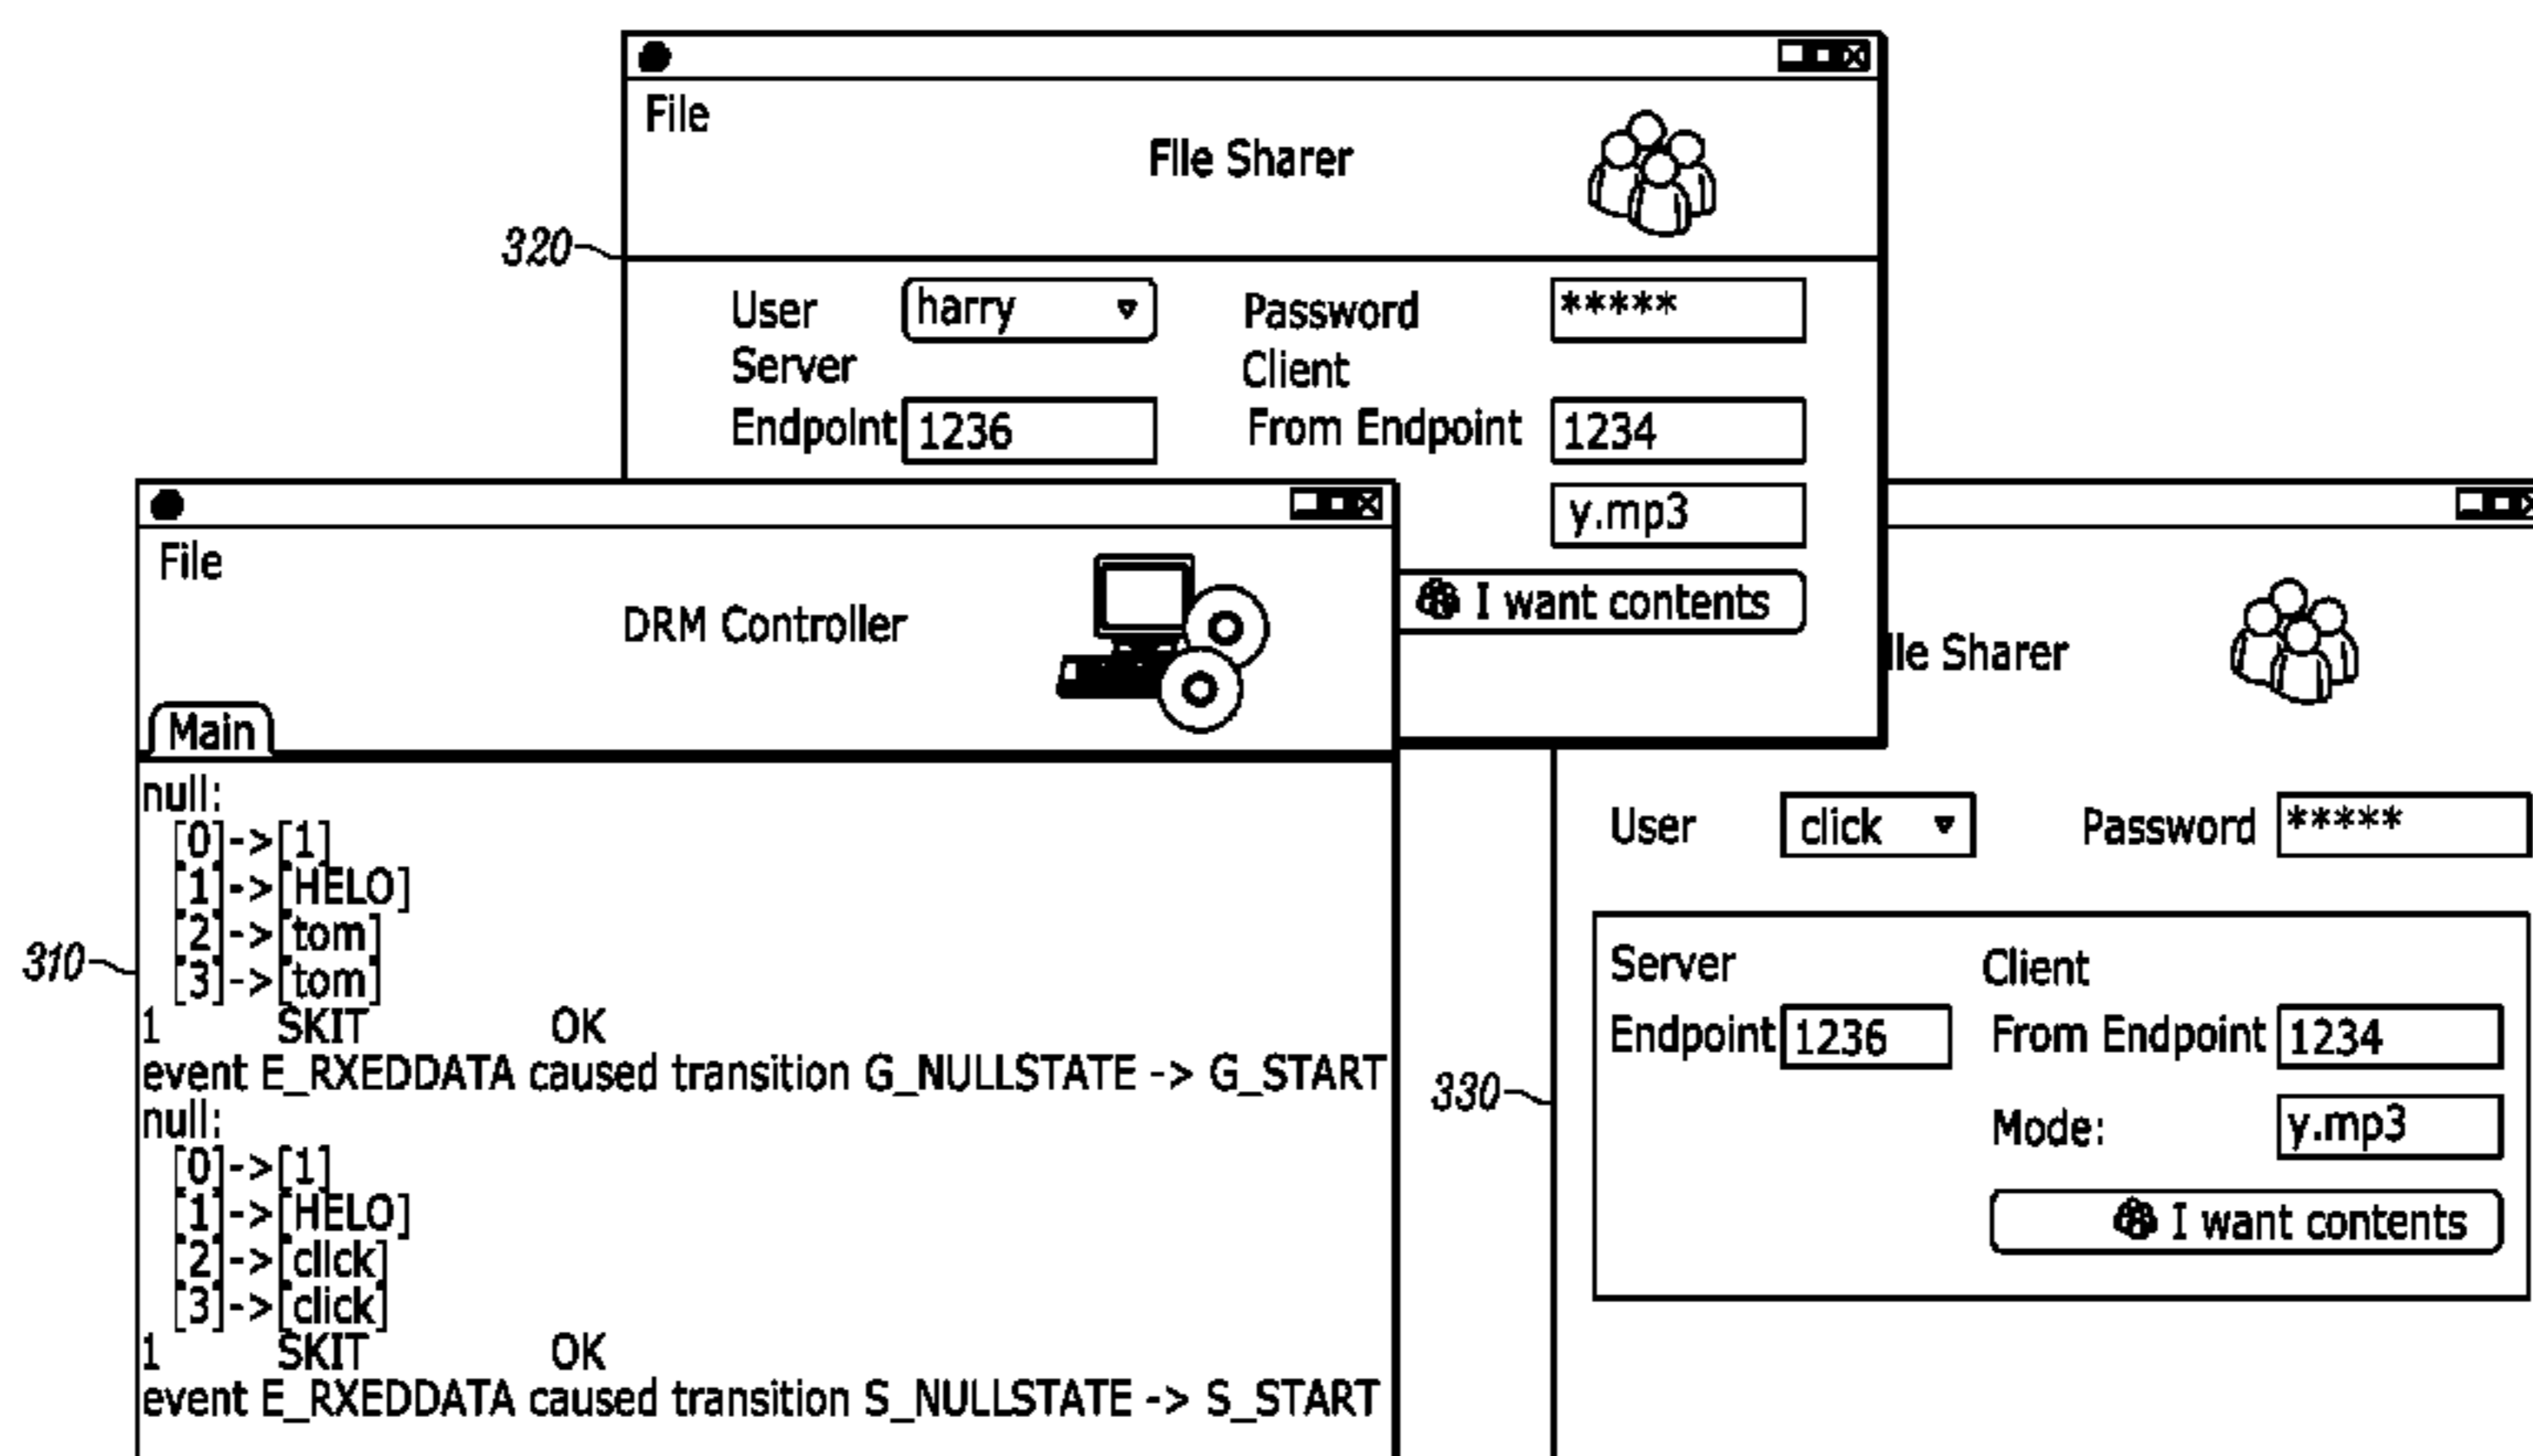 File
File Sharer
320
User harry Password *****
Server Client
Endpoint 1236 From Endpoint 1234
y.mp3
I want contents
File
DRM Controller
Main
null:
[0]->[1]
[1]->[HELO]
[2]->[tom]
[3]->[tom]
310
1 SKIT OK
event E_RXEDDATA caused transition G_NULLSTATE -> G_START
null:
[0]->[1]
[1]->[HELO]
[2]->[click]
[3]->[click]
1 SKIT OK
event E_RXEDDATA caused transition S_NULLSTATE -> S_START
ile Sharer
User click Password *****
Server Client
Endpoint 1236 From Endpoint 1234
330
Mode: y.mp3
I want contents